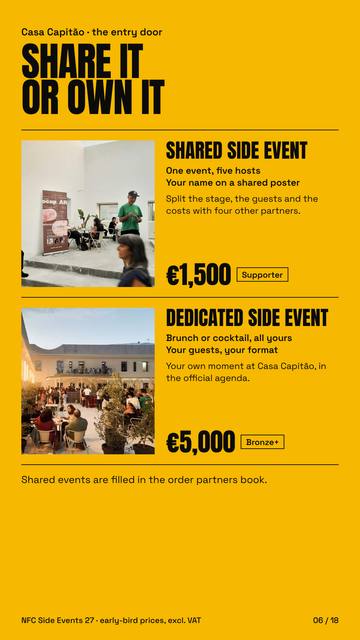 Casa Capitão · the entry door
SHARE IT
OR OWN IT
SHARED SIDE EVENT
One event, five hosts
Your name on a shared poster
Split the stage, the guests and the
costs with four other partners.
€1,500 Supporter
DEDICATED SIDE EVENT
Brunch or cocktail, all yours
Your guests, your format
Your own moment at Casa Capitão, in
the official agenda.
€5,000 Bronze+
Shared events are filled in the order partners book.
NFC Side Events 27 · early-bird prices, excl. VAT
06 / 18